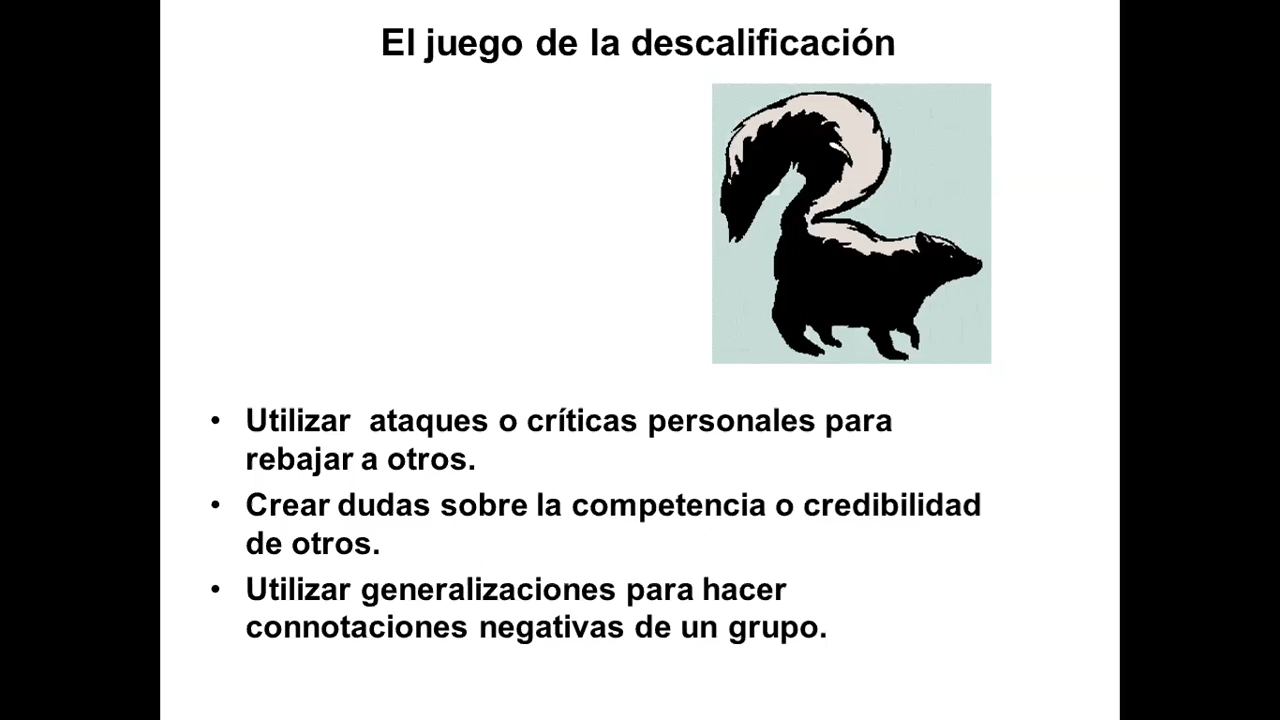 El juego de la descalificación
• Utilizar  ataques o críticas personales para
rebajar a otros.
• Crear dudas sobre la competencia o credibilidad
de otros.
• Utilizar generalizaciones para hacer
connotaciones negativas de un grupo.